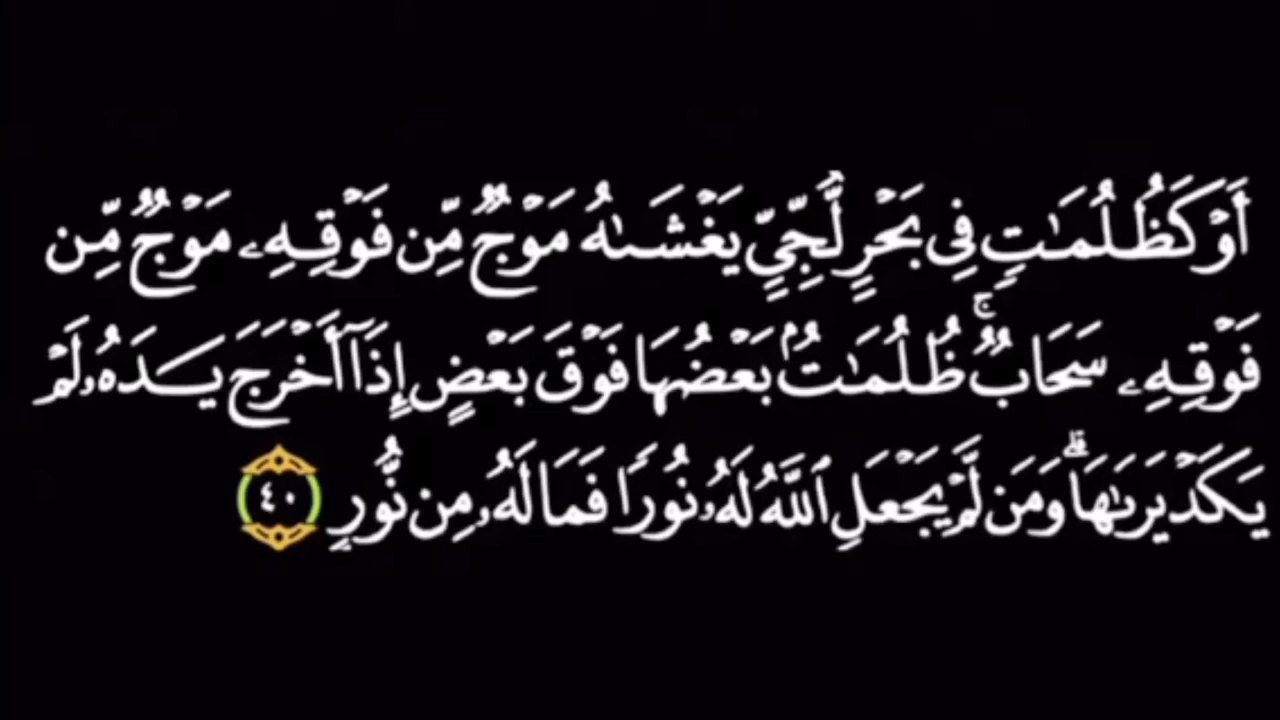 أَوۡ كَظُلُمَٰتٖ فِي بَحۡرٖ لُّجِّيّٖ يَغۡشَىٰهُ مَوۡجٞ مِّن فَوۡقِهِۦ مَوۡجٞ مِّن
فَوۡقِهِۦ سَحَابٞۚ ظُلُمَٰتُۢ بَعۡضُهَا فَوۡقَ بَعۡضٍ إِذَآ أَخۡرَجَ يَدَهُۥ لَمۡ
يَكَدۡ يَرَىٰهَاۗ وَمَن لَّمۡ يَجۡعَلِ ٱللَّهُ لَهُۥ نُورٗا فَمَا لَهُۥ مِن نُّورٍ ٤٠